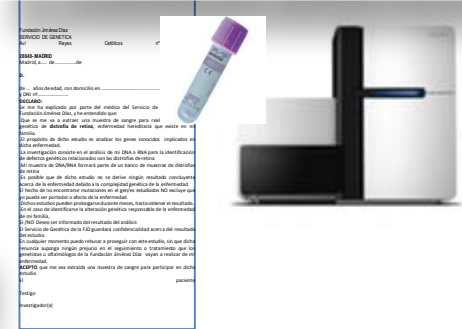 Fundación Jiménez Díaz
SERVICIO DE GENETICA
Av/ Reyes Católicos nº
28040-MADRID
Madrid, a..... de..............de
D.
de ... años de edad, con domicilio en
y DNI nº
DECLARO:
Se me ha explicado por parte del médico del Servicio de
Fundación Jiménez Díaz, y he entendido que:
.Que se me va a extraer una muestra de sangre para real
genético de distrofia de retina, enfermedad hereditaria que existe en mi
familia.
.El propósito de dicho estudio es analizar los genes conocidos implicados en
dicha enfermedad.
.La investigación consiste en el análisis de mi DNA o RNA para la identificación
de defectos genéticos relacionados con las distrofias de retina
.Mi muestra de DNA/RNA formará parte de un banco de muestras de distrofias
de retina
.Es posible que de dicho estudio no se derive ningún resultado concluyente
acerca de la enfermedad debido a la complejidad genética de la enfermedad.
El hecho de no encontrarse mutaciones en el gen/es estudiados NO excluye que
yo pueda ser portador o afecto de la enfermedad.
.Dichos estudios pueden prolongarse durante meses, hasta obtener el resultado.
.En el caso de identificarse la alteración genética responsable de la enfermedad
de mi familia,
SI /NO Deseo ser informado del resultado del análisis
El Servicio de Genética de la FJD guardará confidencialidad acerca del resultado
del estudio.
En cualquier momento puedo rehusar a proseguir con este estudio, sin que dicha
renuncia suponga ningún prejuicio en el seguimiento o tratamiento que los
genetistas u oftalmólogos de la Fundación Jiménez Díaz vayan a realizar de mi
enfermedad.
ACEPTO que me sea extraída una muestra de sangre para participar en dicho
estudio
El paciente
Testigo
Investigador(a)